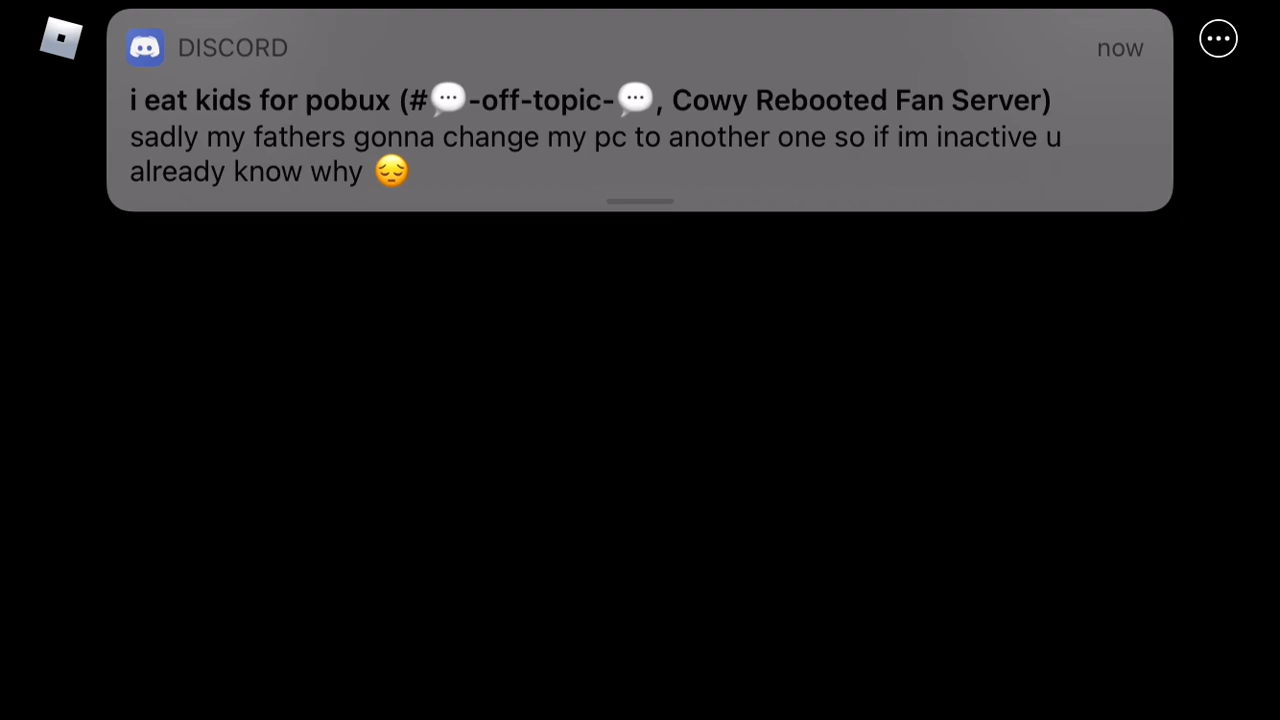 DISCORD
now
i eat kids for pobux (#💬-off-topic-💬, Cowy Rebooted Fan Server)
sadly my fathers gonna change my pc to another one so if im inactive u
already know why 😔